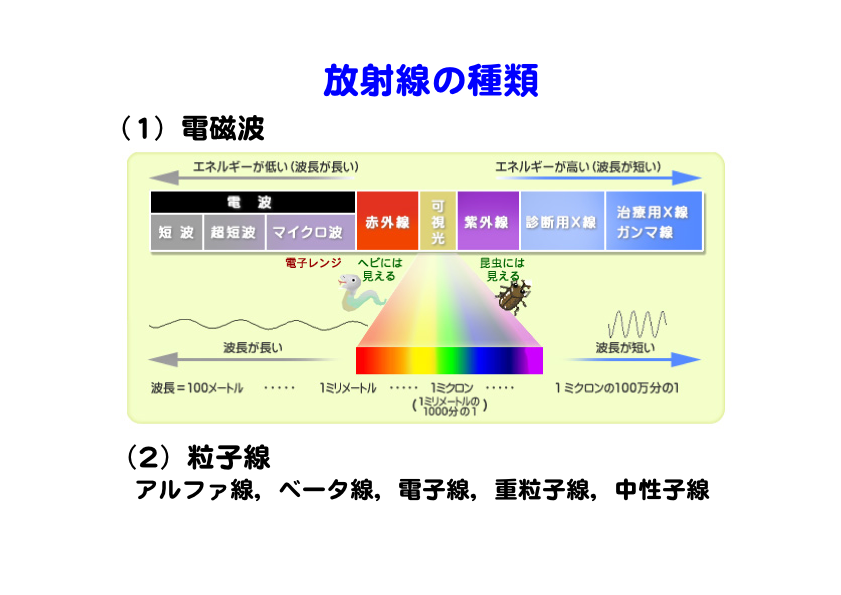 放射線の種類
（1）電磁波
エネルギーが低い（波長が長い）
エネルギーが高い（波長が短い）
電　波
短 波
超短波
マイクロ波
赤外線
可視光
紫外線
診断用X線
治療用X線
ガンマ線
電子レンジ
ヘビには
見える
昆虫には
見える
波長が長い
波長が短い
波長＝100メートル ····· 1ミリメートル ····· 1ミクロン ····· 1ミクロンの100万分の1
（1ミリメートルの
1000分の1）
（2）粒子線
アルファ線，ベータ線，電子線，重粒子線，中性子線